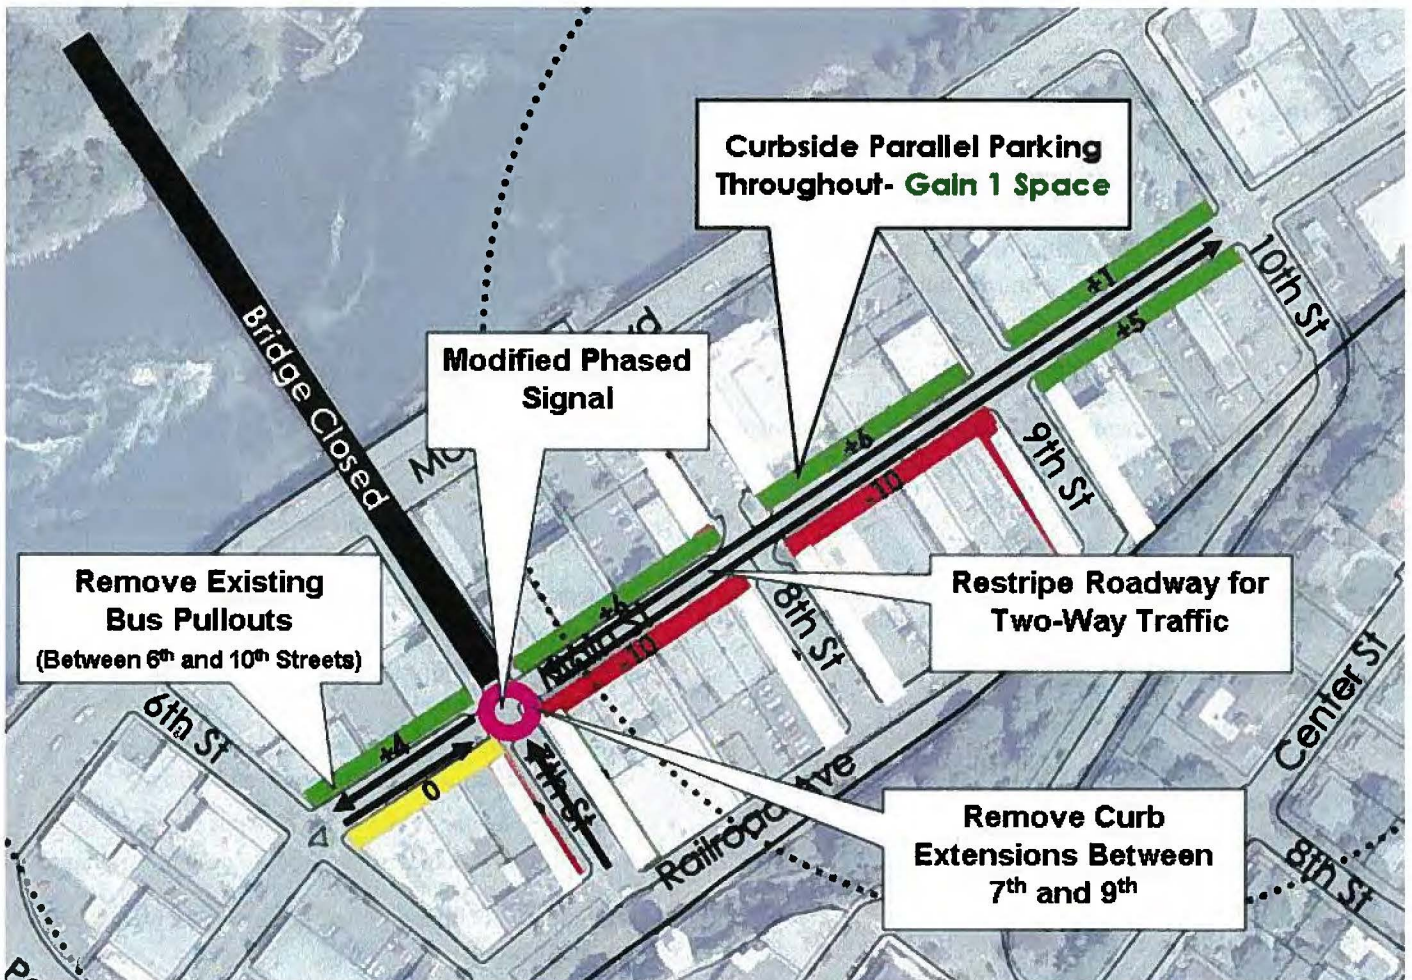 Curbside Parallel Parking
Throughout- Gain 1 Space
10th St
+1
+5
Modified Phased
Signal
Bridge Closed
+6
-10
9th St
Remove Existing
Bus Pullouts
(Between 6th and 10th Streets)
Restripe Roadway for
Two-Way Traffic
+6
-10
8th St
6th St
+4
0
7th St
Railroad Ave
Center St
Remove Curb
Extensions Between
7th and 9th
8th St